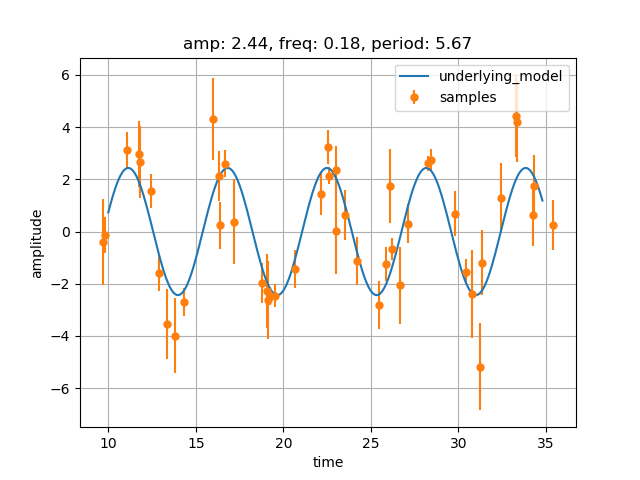 amp: 2.44, freq: 0.18, period: 5.67
underlying_model
samples
6
4
2
0
−2
−4
−6
amplitude
10 15 20 25 30 35
time